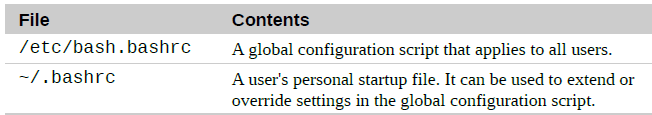 File Contents
/etc/bash.bashrc A global configuration script that applies to all users.
~/.bashrc A user's personal startup file. It can be used to extend or
override settings in the global configuration script.